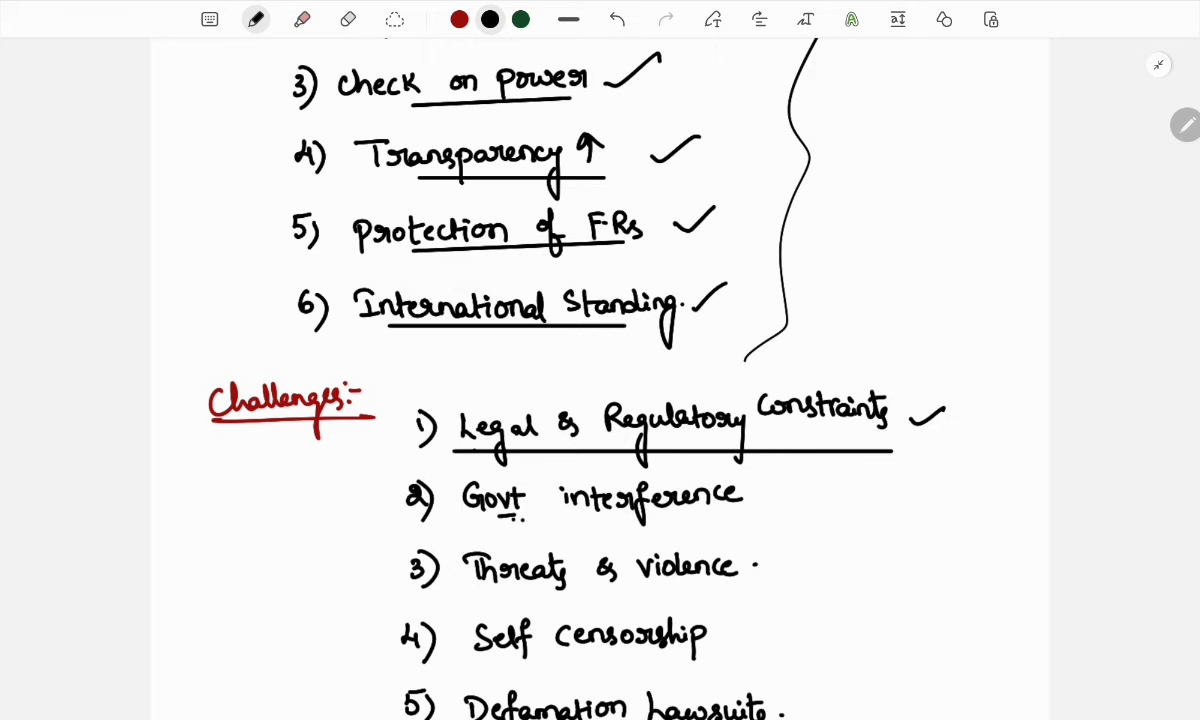 3) Check on power
4) Transparency ↑
5) Protection of F.Rs
6) International Standing.
Challenges:-
1) Legal & Regulatory Constraints
2) Govt interference
3) Threats & violence.
4) Self censorship
5) Defamation Lawsuits.